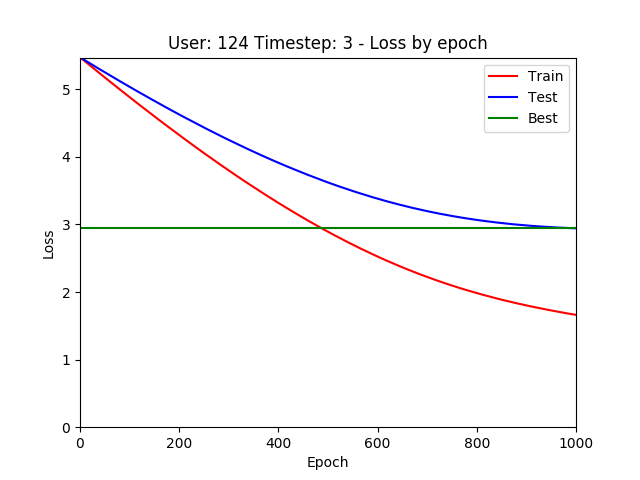 User: 124 Timestep: 3 - Loss by epoch
Train
Test
Best
Loss
5
4
3
2
1
0
0 200 400 600 800 1000
Epoch